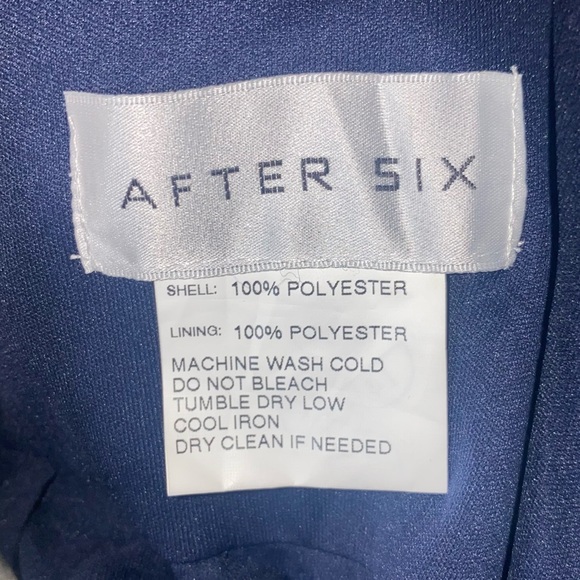 AFTER SIX
SHELL: 100% POLYESTER
LINING: 100% POLYESTER
MACHINE WASH COLD
DO NOT BLEACH
TUMBLE DRY LOW
COOL IRON
DRY CLEAN IF NEEDED